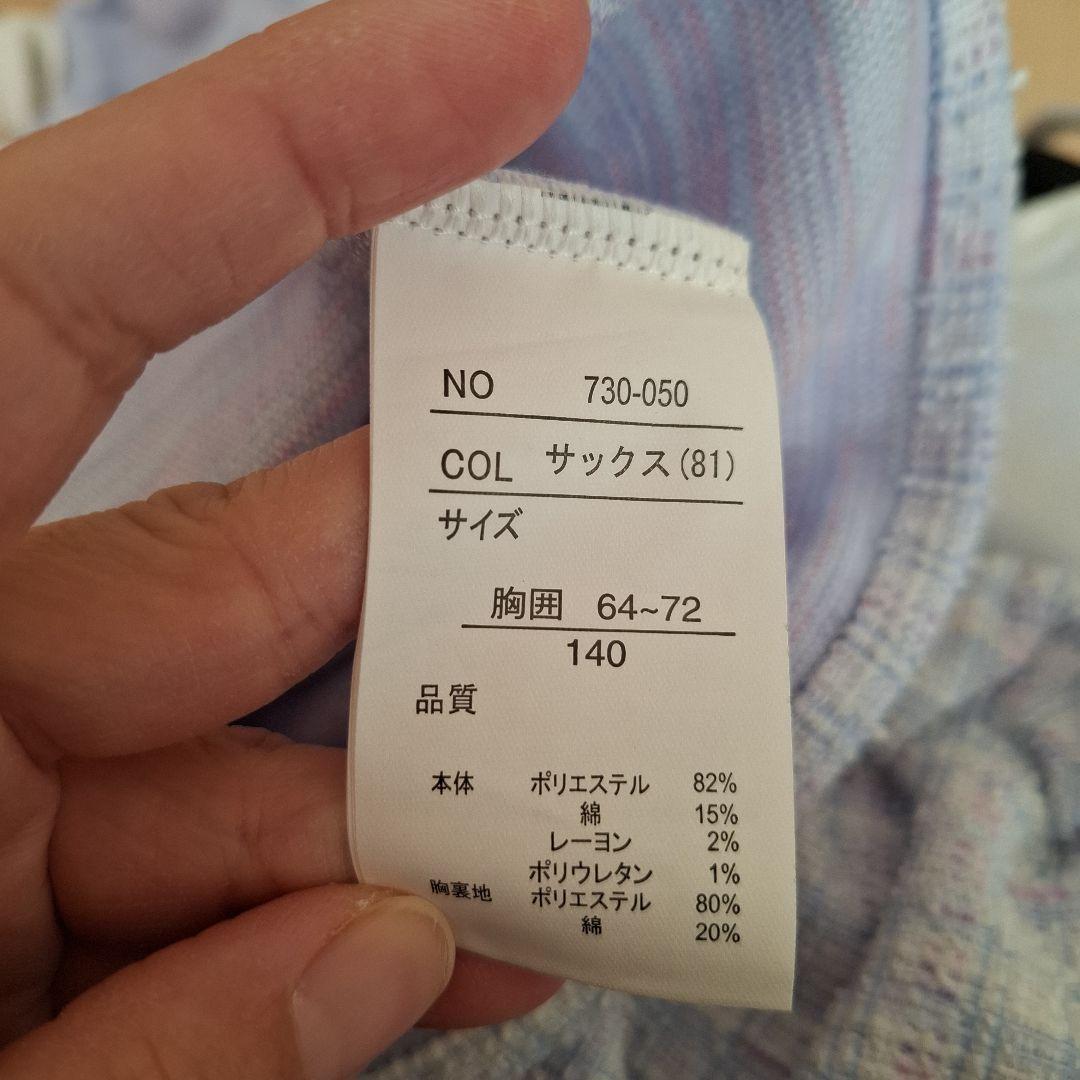 NO 730-050
COL サックス(81)
サイズ
胸囲 64~72
140
品質
本体 ポリエステル 82%
綿 15%
レーヨン 2%
ポリウレタン 1%
胸裏地 ポリエステル 80%
綿 20%